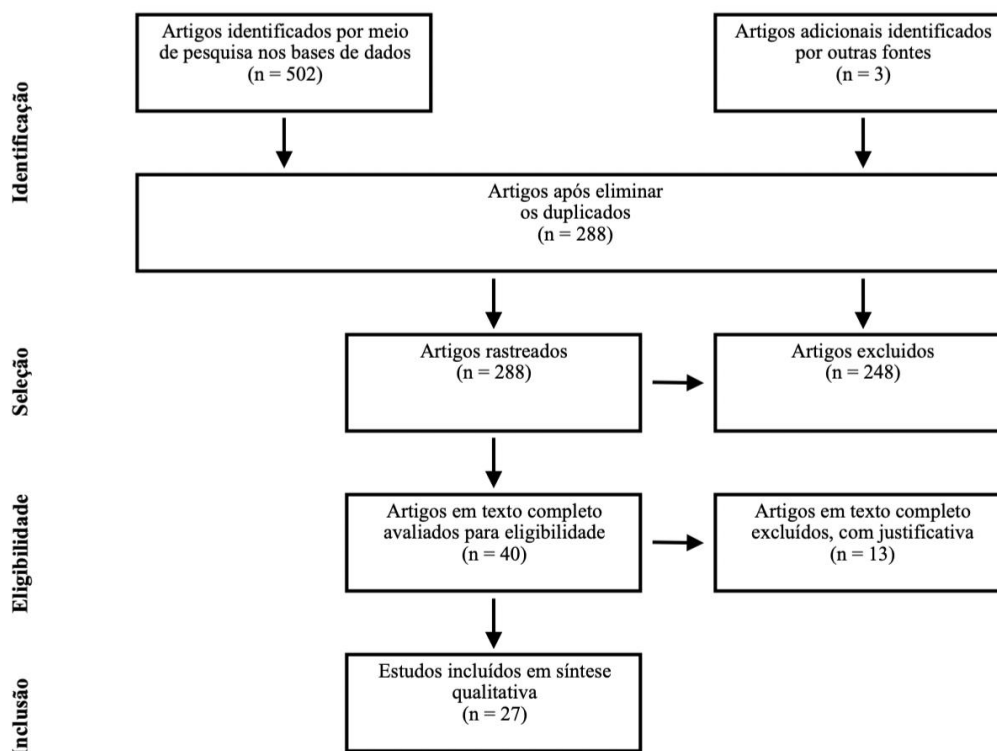 Identificação
Artigos identificados por meio
de pesquisa nos bases de dados
(n = 502)
Artigos adicionais identificados
por outras fontes
(n = 3)
Artigos após eliminar
os duplicados
(n = 288)
Seleção
Artigos rastreados
(n = 288)
Artigos excluidos
(n = 248)
Eligibilidade
Artigos em texto completo
avaliados para eligibilidade
(n = 40)
Artigos em texto completo
excluídos, com justificativa
(n = 13)
Inclusão
Estudos incluídos em síntese
qualitativa
(n = 27)